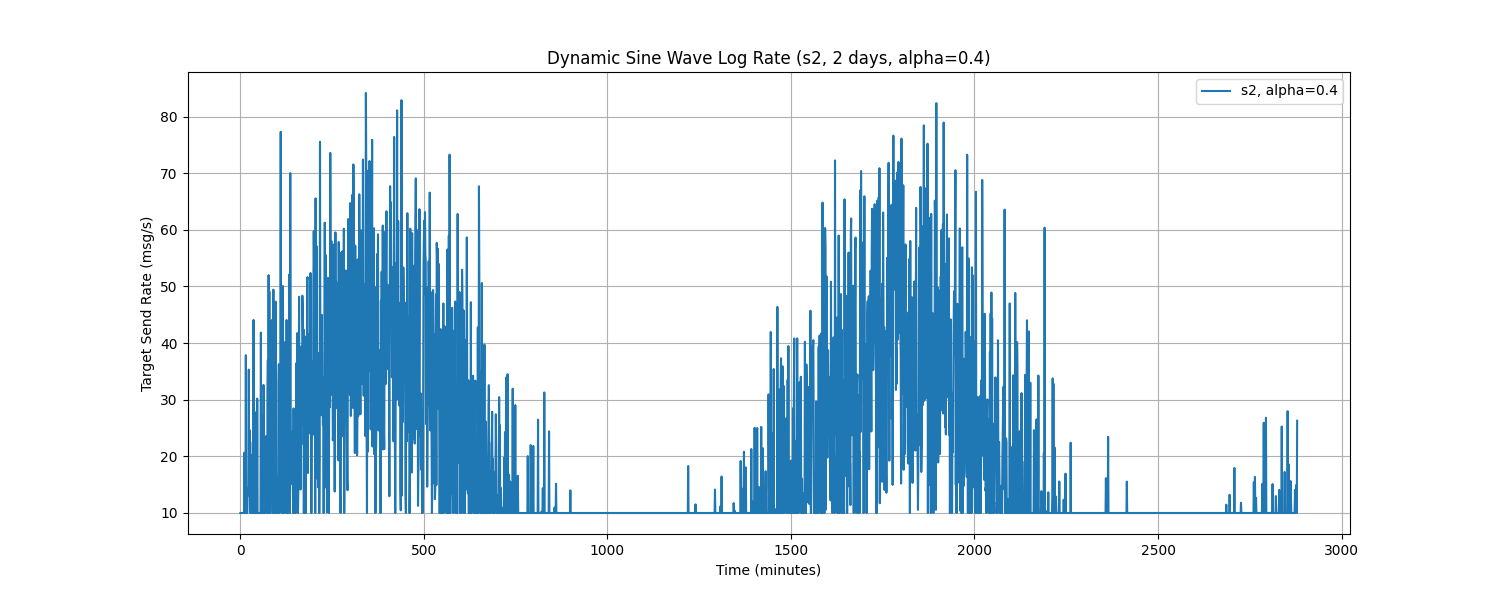 Dynamic Sine Wave Log Rate (s2, 2 days, alpha=0.4)
s2, alpha=0.4
Target Send Rate (msg/s)
80
70
60
50
40
30
20
10
0 500 1000 1500 2000 2500 3000
Time (minutes)